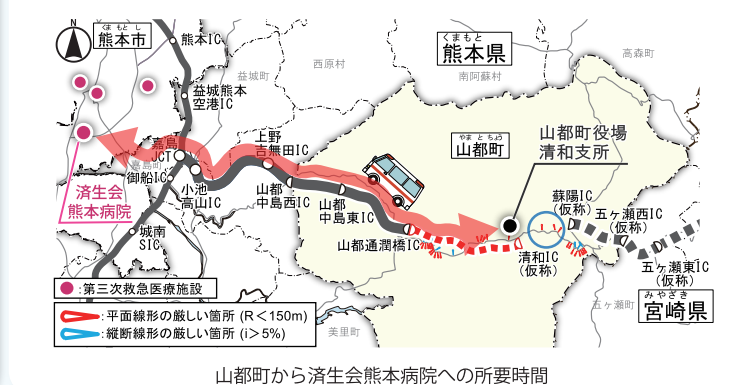 N
くまもとし
熊本市
熊本IC
益城町
西原村
くまもと
熊本県
南阿蘇村
高森町
益城熊本
空港IC
嘉島
JCT
嘉島町
御船IC
上野
吉無田IC
やまとちょう
山都町
山都町役場
清和支所
済生会
熊本病院
小池
高山IC
山都
中島西IC
山都
中島東IC
蘇陽IC
(仮称)
五ヶ瀬西IC
(仮称)
城南
SIC
山都通潤橋IC
清和IC
(仮称)
五ヶ瀬東IC
(仮称)
:第三次救急医療施設
みやざき
宮崎県
五ヶ瀬町
:平面線形の厳しい箇所 (R<150m)
:縦断線形の厳しい箇所 (i>5%)
美里町
山都町から済生会熊本病院への所要時間